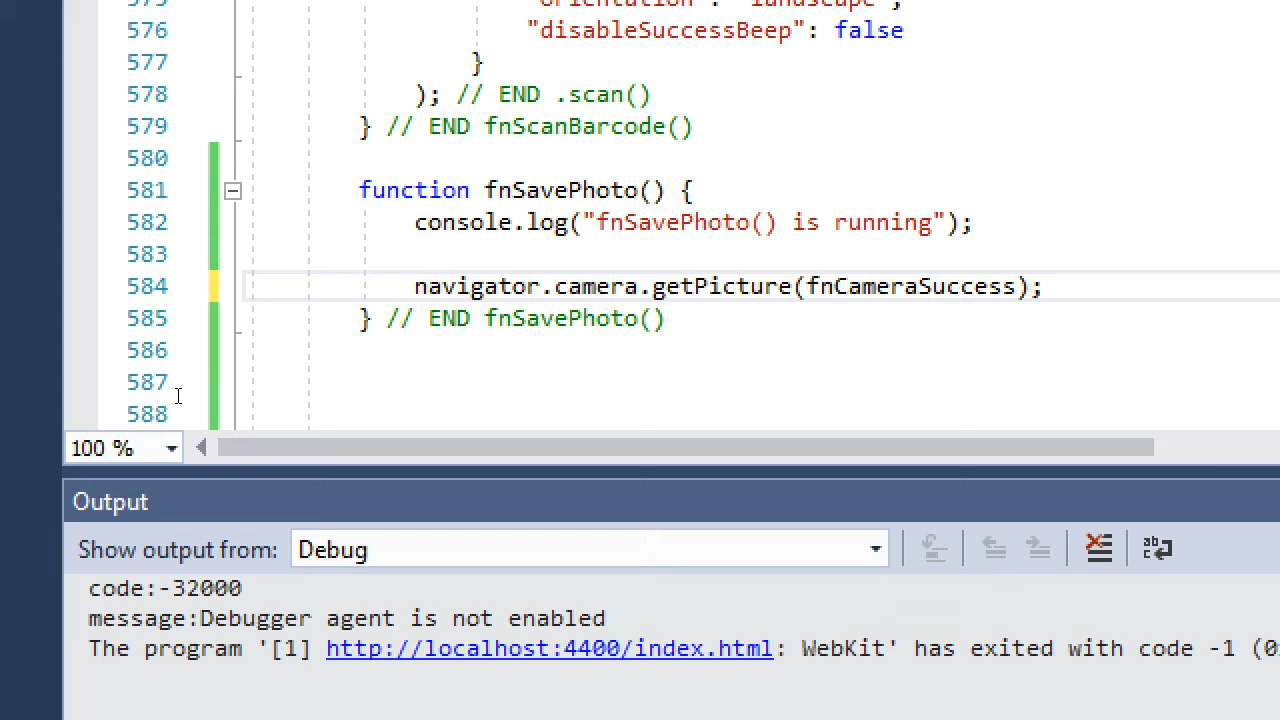 575 "orientation": "landscape",
576 "disableSuccessBeep": false
577 }
578 ); // END .scan()
579 } // END fnScanBarcode()
580
581 function fnSavePhoto() {
582 console.log("fnSavePhoto() is running");
583
584 navigator.camera.getPicture(fnCameraSuccess);
585 } // END fnSavePhoto()
586
587
588
100 %
Output
Show output from: Debug
code:-32000
message:Debugger agent is not enabled
The program '[1] http://localhost:4400/index.html: WebKit' has exited with code -1 (0